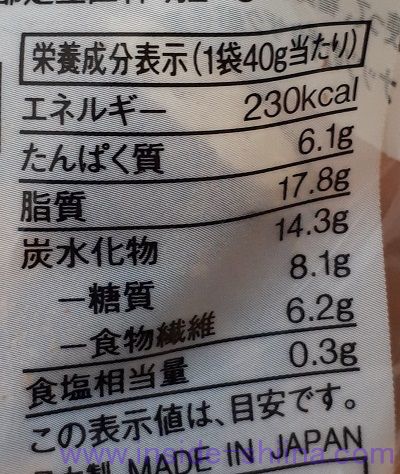 栄養成分表示(1袋40g当たり)
エネルギー 230kcal
たんぱく質 6.1g
脂質 17.8g
炭水化物 14.3g
ー糖質 8.1g
ー食物繊維 6.2g
食塩相当量 0.3g
この表示値は、目安です。
日本製 MADE IN JAPAN